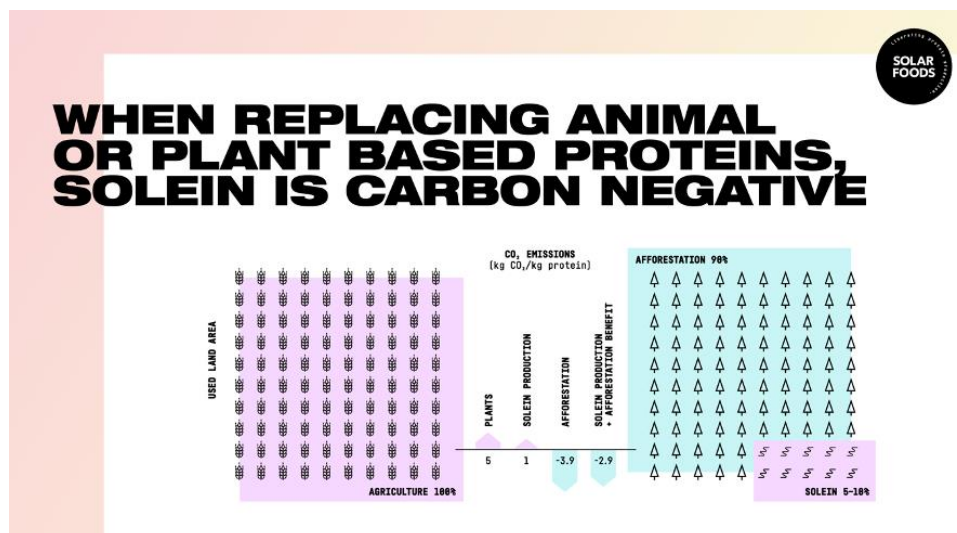 SOLAR
FOODS
WHEN REPLACING ANIMAL
OR PLANT BASED PROTEINS,
SOLEIN IS CARBON NEGATIVE
USED LAND AREA
AGRICULTURE 100%
CO₂ EMISSIONS
(kg CO₂/kg protein)
PLANTS
SOLEIN PRODUCTION
AFFORESTATION
SOLEIN PRODUCTION
+ AFFORESTATION BENEFIT
5
1
-3.9
-2.9
AFFORESTATION 90%
SOLEIN 5-10%